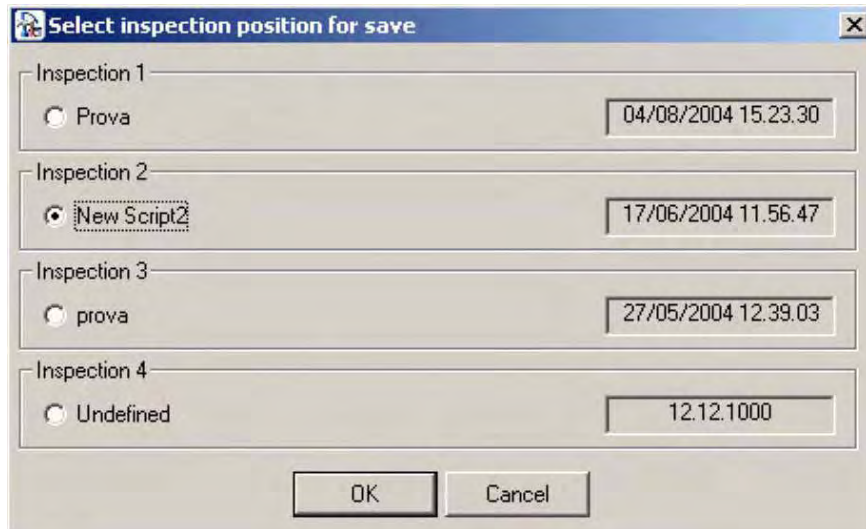 Select inspection position for save
Inspection 1
Prova 04/08/2004 15.23.30
Inspection 2
New Script2 17/06/2004 11.56.47
Inspection 3
prova 27/05/2004 12.39.03
Inspection 4
Undefined 12.12.1000
OK Cancel